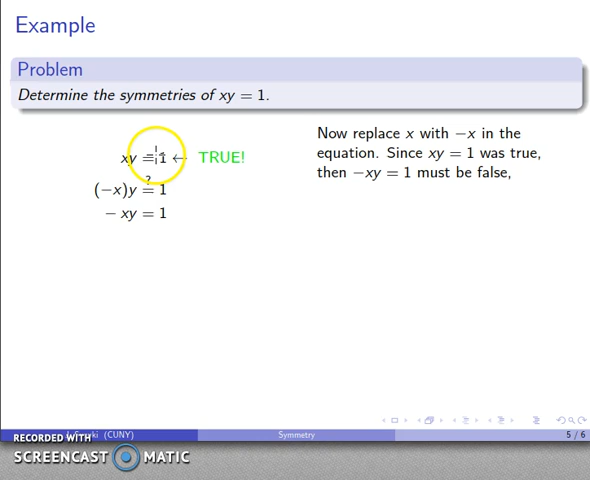 Example
Problem
Determine the symmetries of xy = 1.
xy = 1 ← TRUE!
(−x)y ?= 1
− xy = 1
Now replace x with −x in the
equation. Since xy = 1 was true,
then −xy = 1 must be false,
(CUNY)
Symmetry
5 / 6
RECORDED WITH
SCREENCAST MATIC